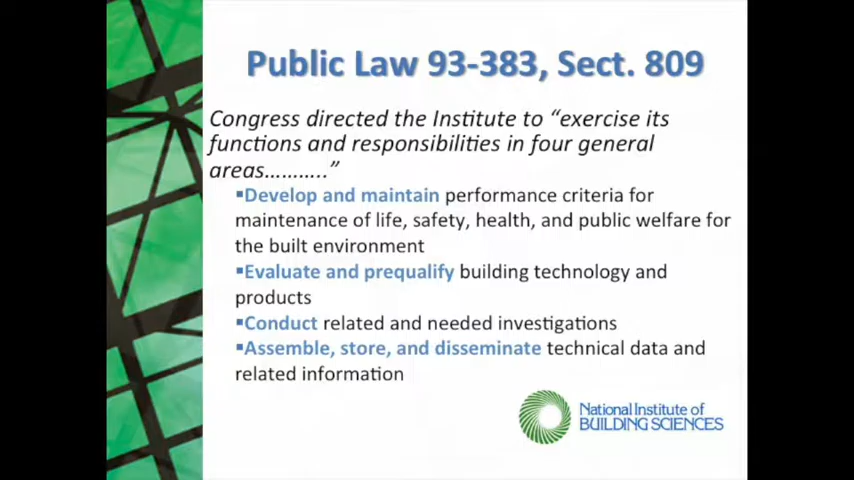 Public Law 93-383, Sect. 809
Congress directed the Institute to “exercise its
functions and responsibilities in four general
areas………..”
▪Develop and maintain performance criteria for
maintenance of life, safety, health, and public welfare for
the built environment
▪Evaluate and prequalify building technology and
products
▪Conduct related and needed investigations
▪Assemble, store, and disseminate technical data and
related information
National Institute of
BUILDING SCIENCES